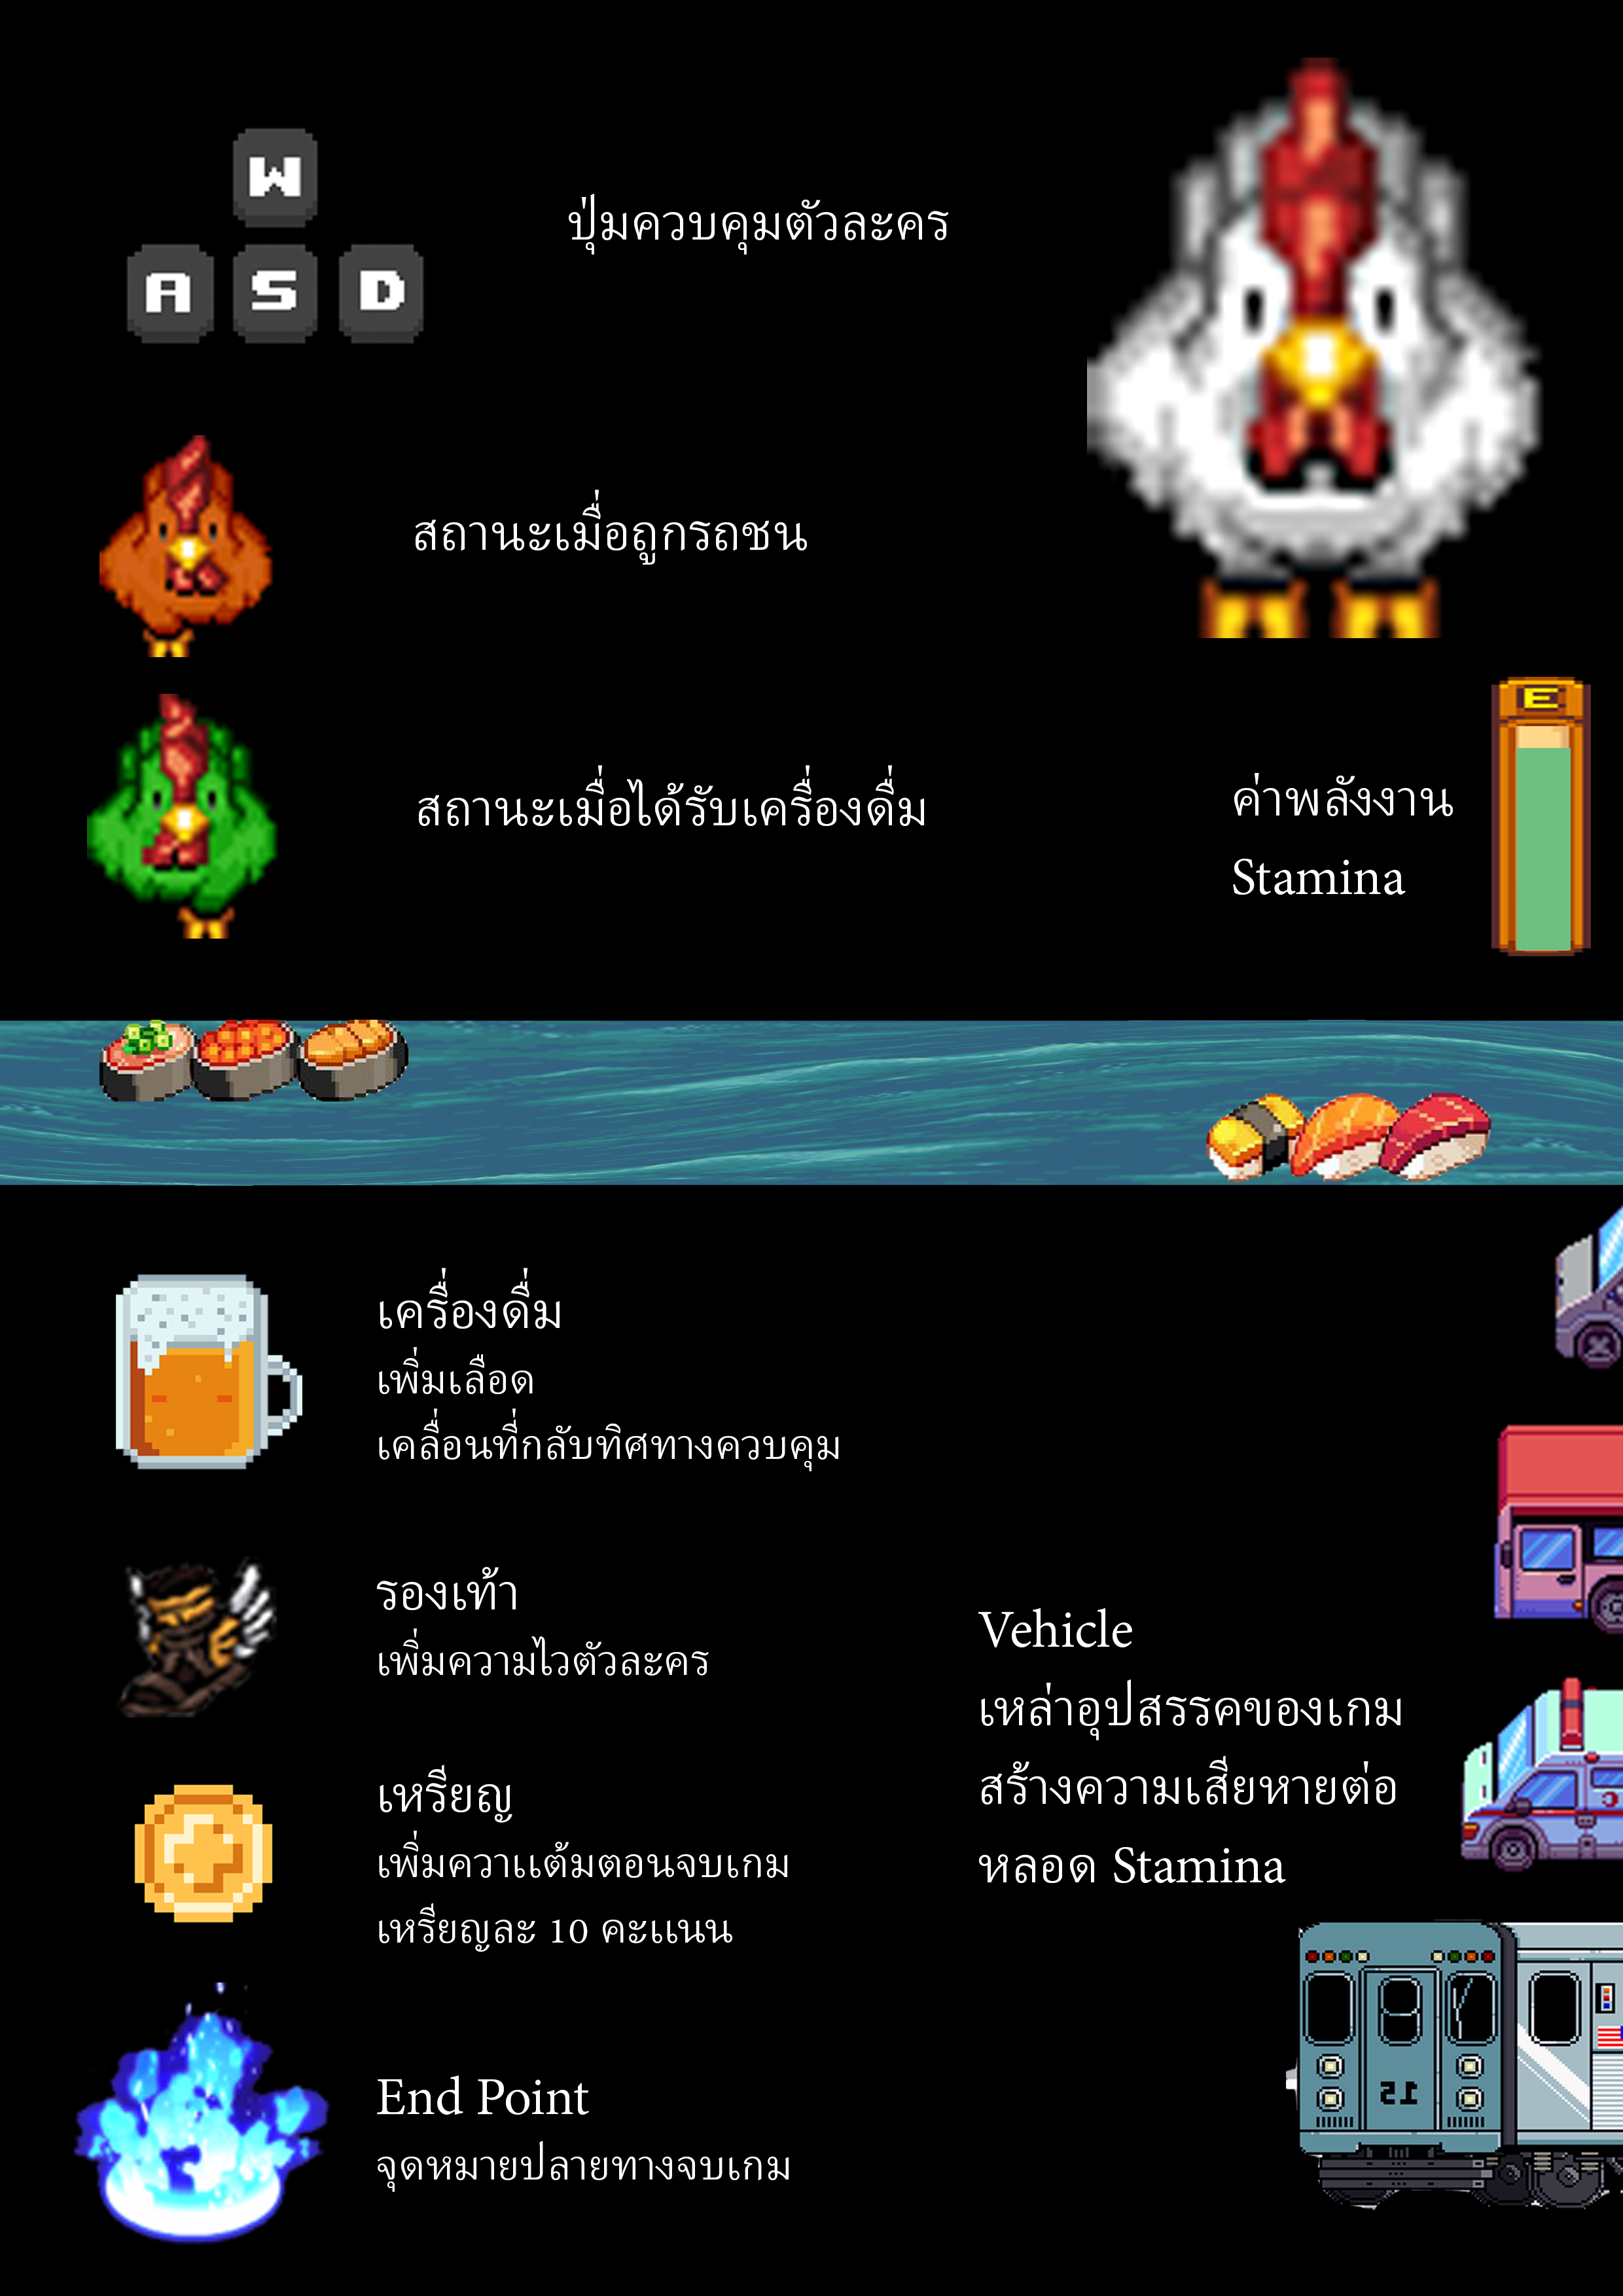 W
A S D
ปุ่มควบคุมตัวละคร
สถานะเมื่อถูกรถชน
สถานะเมื่อได้รับเครื่องดื่ม
E
ค่าพลังงาน
Stamina
เครื่องดื่ม
เพิ่มเลือด
เคลื่อนที่กลับทิศทางควบคุม
รองเท้า
เพิ่มความไวตัวละคร
เหรียญ
เพิ่มควาแต้มตอนจบเกม
เหรียญละ 10 คะแนน
End Point
จุดหมายปลายทางจบเกม
Vehicle
เหล่าอุปสรรคของเกม
สร้างความเสียหายต่อ
หลอด Stamina
15